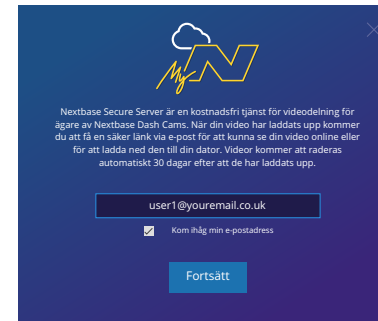 My N
Nextbase Secure Server är en kostnadsfri tjänst för videodelning för
ägare av Nextbase Dash Cams. När din video har laddats upp kommer
du att få en säker länk via e-post för att kunna se din video online eller
för att ladda ned den till din dator. Videor kommer att raderas
automatiskt 30 dagar efter att de har laddats upp.
user1@youremail.co.uk
Kom ihåg min e-postadress
Fortsätt